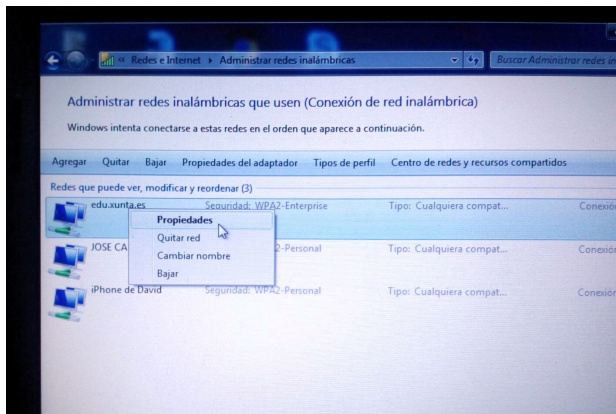 « Redes e Internet ▸ Administrar redes inalámbricas Buscar Administrar redes in
Administrar redes inalámbricas que usen (Conexión de red inalámbrica)
Windows intenta conectarse a estas redes en el orden que aparece a continuación.
Agregar Quitar Bajar Propiedades del adaptador Tipos de perfil Centro de redes y recursos compartidos
Redes que puede ver, modificar y reordenar (3)
edu.xunta.es Seguridad: WPA2-Enterprise Tipo: Cualquiera compat... Conexión
Propiedades
Quitar red
JOSE CA 2-Personal Tipo: Cualquiera compat... Conexión
Cambiar nombre
Bajar
iPhone de David Seguridad: WPA2-Personal Tipo: Cualquiera compat... Conexión